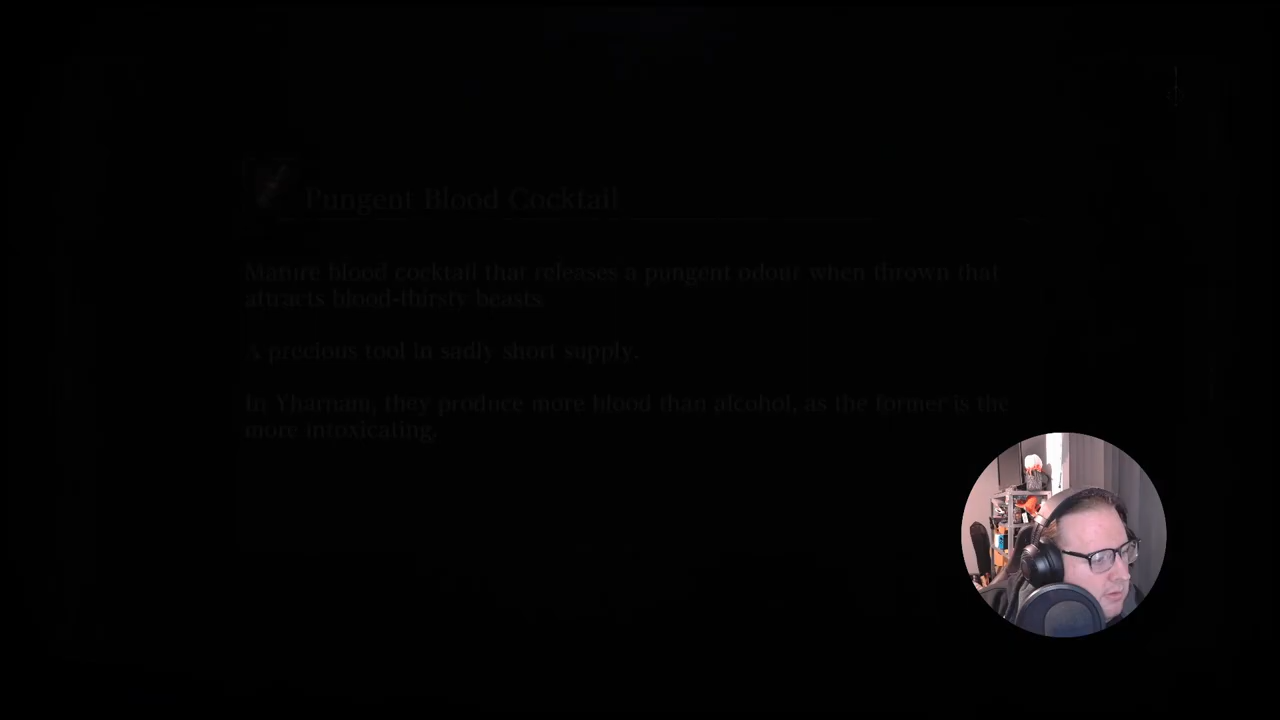 Pungent Blood Cocktail
Mature blood cocktail that releases a pungent odour when thrown that
attracts blood-thirsty beasts.
A precious tool in sadly short supply.
In Yharnam, they produce more blood than alcohol, as the former is the
more intoxicating.